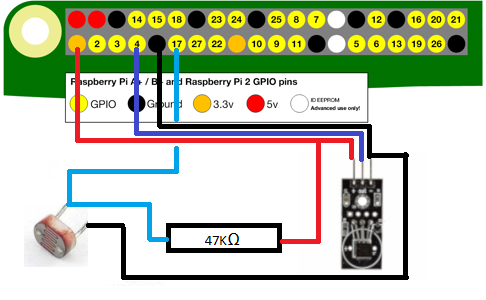 14 15 18 23 24 25 8 7 12 16 20 21
2 3 4 17 27 22 10 9 11 5 6 13 19 26
Raspberry Pi A+ / B+ and Raspberry Pi 2 GPIO pins
GPIO Ground 3.3v 5v ID EEPROM
Advanced use only!
47KΩ